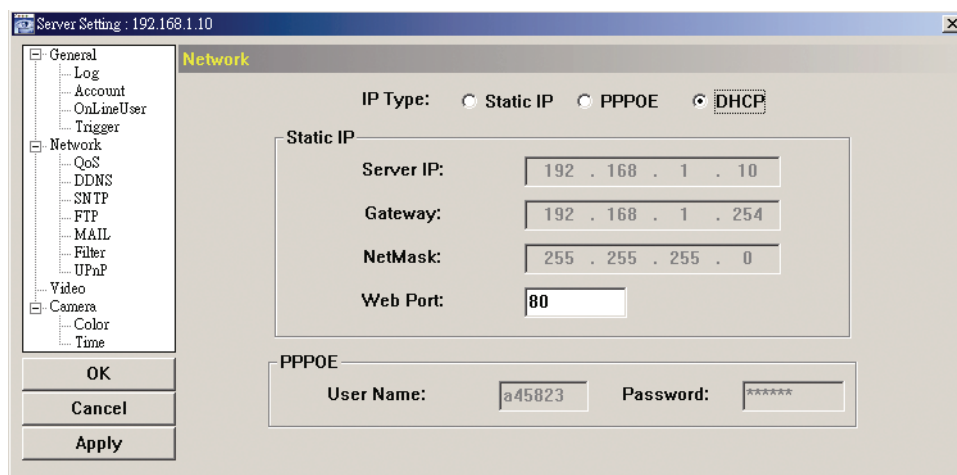 Server Setting : 192.168.1.10
General
Log
Account
OnLineUser
Trigger
Network
QoS
DDNS
SNTP
FTP
MAIL
Filter
UPnP
Video
Camera
Color
Time
OK
Cancel
Apply
Network
IP Type: Static IP PPPOE DHCP
Static IP
Server IP: 192 . 168 . 1 . 10
Gateway: 192 . 168 . 1 . 254
NetMask: 255 . 255 . 255 . 0
Web Port: 80
PPPOE
User Name: a45823 Password: ******